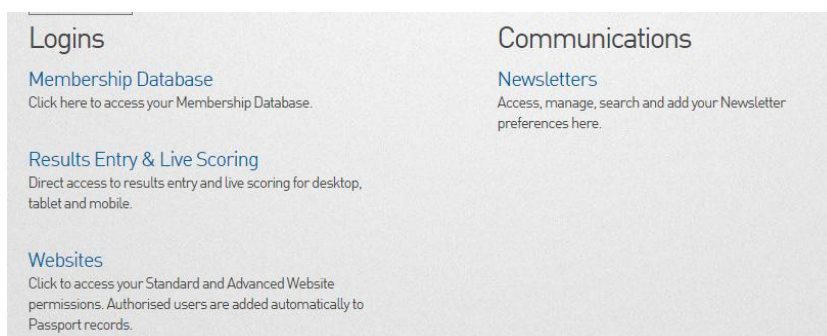 Logins
Membership Database
Click here to access your Membership Database.
Results Entry & Live Scoring
Direct access to results entry and live scoring for desktop,
tablet and mobile.
Websites
Click to access your Standard and Advanced Website
permissions. Authorised users are added automatically to
Passport records.
Communications
Newsletters
Access, manage, search and add your Newsletter
preferences here.